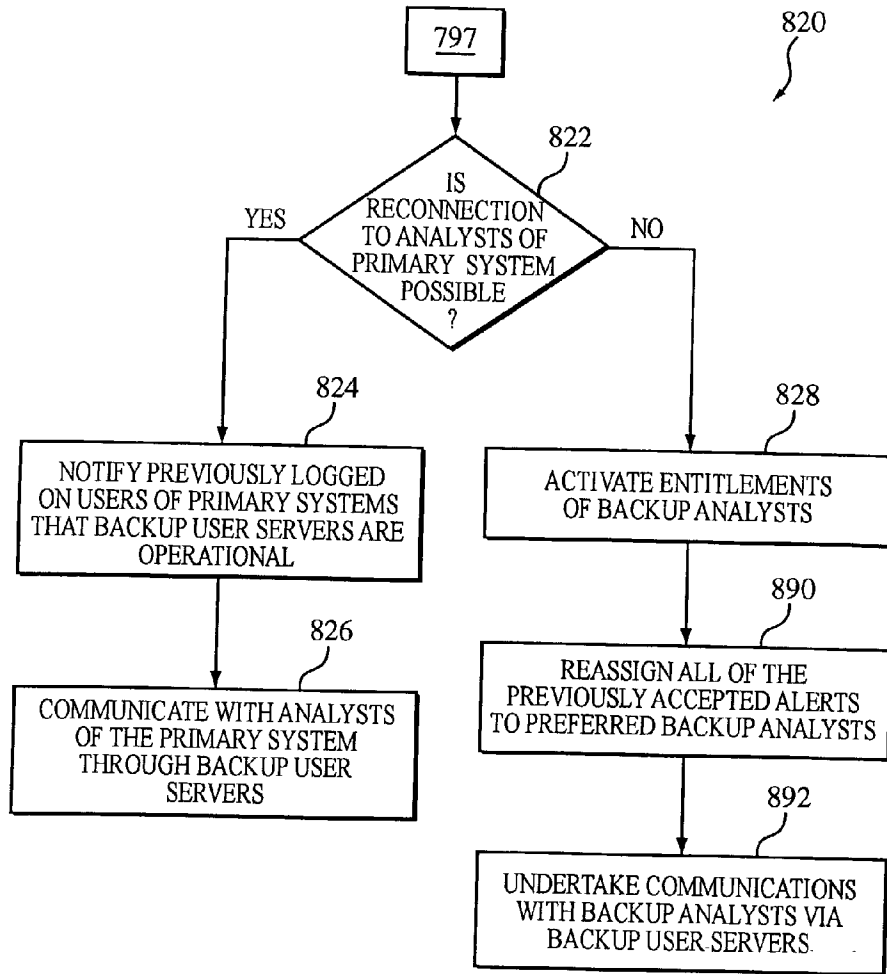 797
820
822
IS
RECONNECTION
TO ANALYSTS OF
PRIMARY SYSTEM
POSSIBLE
?
YES
NO
824
NOTIFY PREVIOUSLY LOGGED
ON USERS OF PRIMARY SYSTEMS
THAT BACKUP USER SERVERS ARE
OPERATIONAL
826
COMMUNICATE WITH ANALYSTS
OF THE PRIMARY SYSTEM
THROUGH BACKUP USER
SERVERS
828
ACTIVATE ENTITLEMENTS
OF BACKUP ANALYSTS
890
REASSIGN ALL OF THE
PREVIOUSLY ACCEPTED ALERTS
TO PREFERRED BACKUP ANALYSTS
892
UNDERTAKE COMMUNICATIONS
WITH BACKUP ANALYSTS VIA
BACKUP USER SERVERS